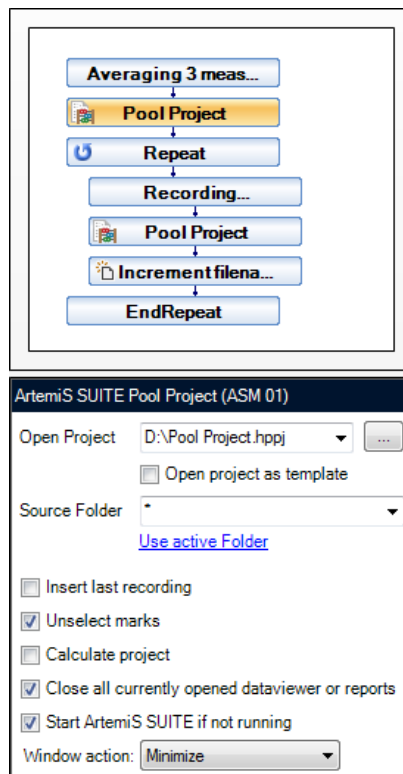 Averaging 3 meas...
Pool Project
Repeat
Recording...
Pool Project
Increment filena...
EndRepeat
ArtemiS SUITE Pool Project (ASM 01)
Open Project D:\Pool Project.hppj ...
Open project as template
Source Folder *
Use active Folder
Insert last recording
Unselect marks
Calculate project
Close all currently opened dataviewer or reports
Start ArtemiS SUITE if not running
Window action: Minimize